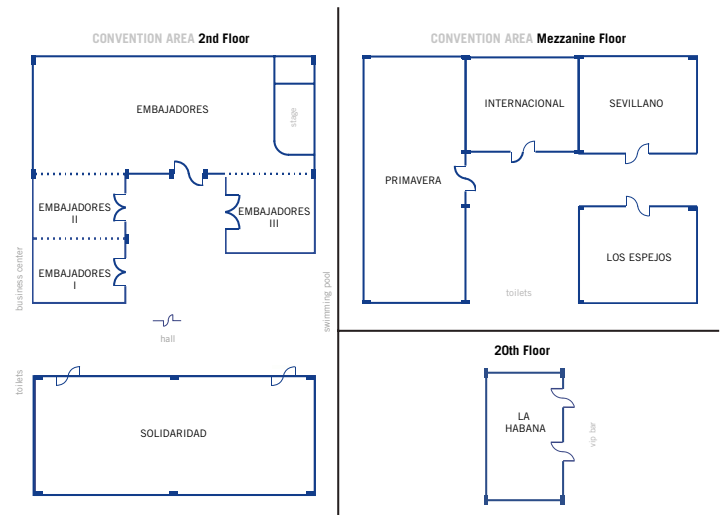 CONVENTION AREA 2nd Floor
EMBAJADORES
stage
EMBAJADORES
II
EMBAJADORES
III
EMBAJADORES
I
business center
swimming pool
hall
toilets
SOLIDARIDAD
CONVENTION AREA Mezzanine Floor
INTERNACIONAL
SEVILLANO
PRIMAVERA
LOS ESPEJOS
toilets
20th Floor
LA
HABANA
vip bar